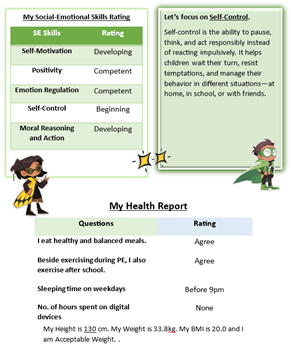 My Social-Emotional Skills Rating
SE Skills Rating
Self-Motivation Developing
Positivity Competent
Emotion Regulation Competent
Self-Control Beginning
Moral Reasoning Developing
and Action
Let's focus on Self-Control.
Self-control is the ability to pause,
think, and act responsibly instead
of reacting impulsively. It helps
children wait their turn, resist
temptations, and manage their
behavior in different situations—at
home, in school, or with friends.
My Health Report
Questions Rating
I eat healthy and balanced meals. Agree
Beside exercising during PE, I also Agree
exercise after school.
Sleeping time on weekdays Before 9pm
No. of hours spent on digital None
devices
My Height is 130 cm. My Weight is 33.8kg. My BMI is 20.0 and I
am Acceptable Weight. .